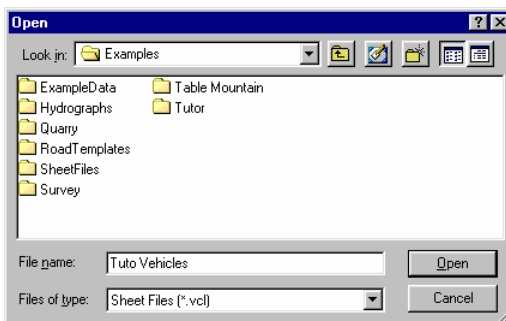 Open
Look in: Examples
ExampleData Table Mountain
Hydrographs Tutor
Quarry
RoadTemplates
SheetFiles
Survey
File name: Tuto Vehicles Open
Files of type: Sheet Files (*.vcl) Cancel